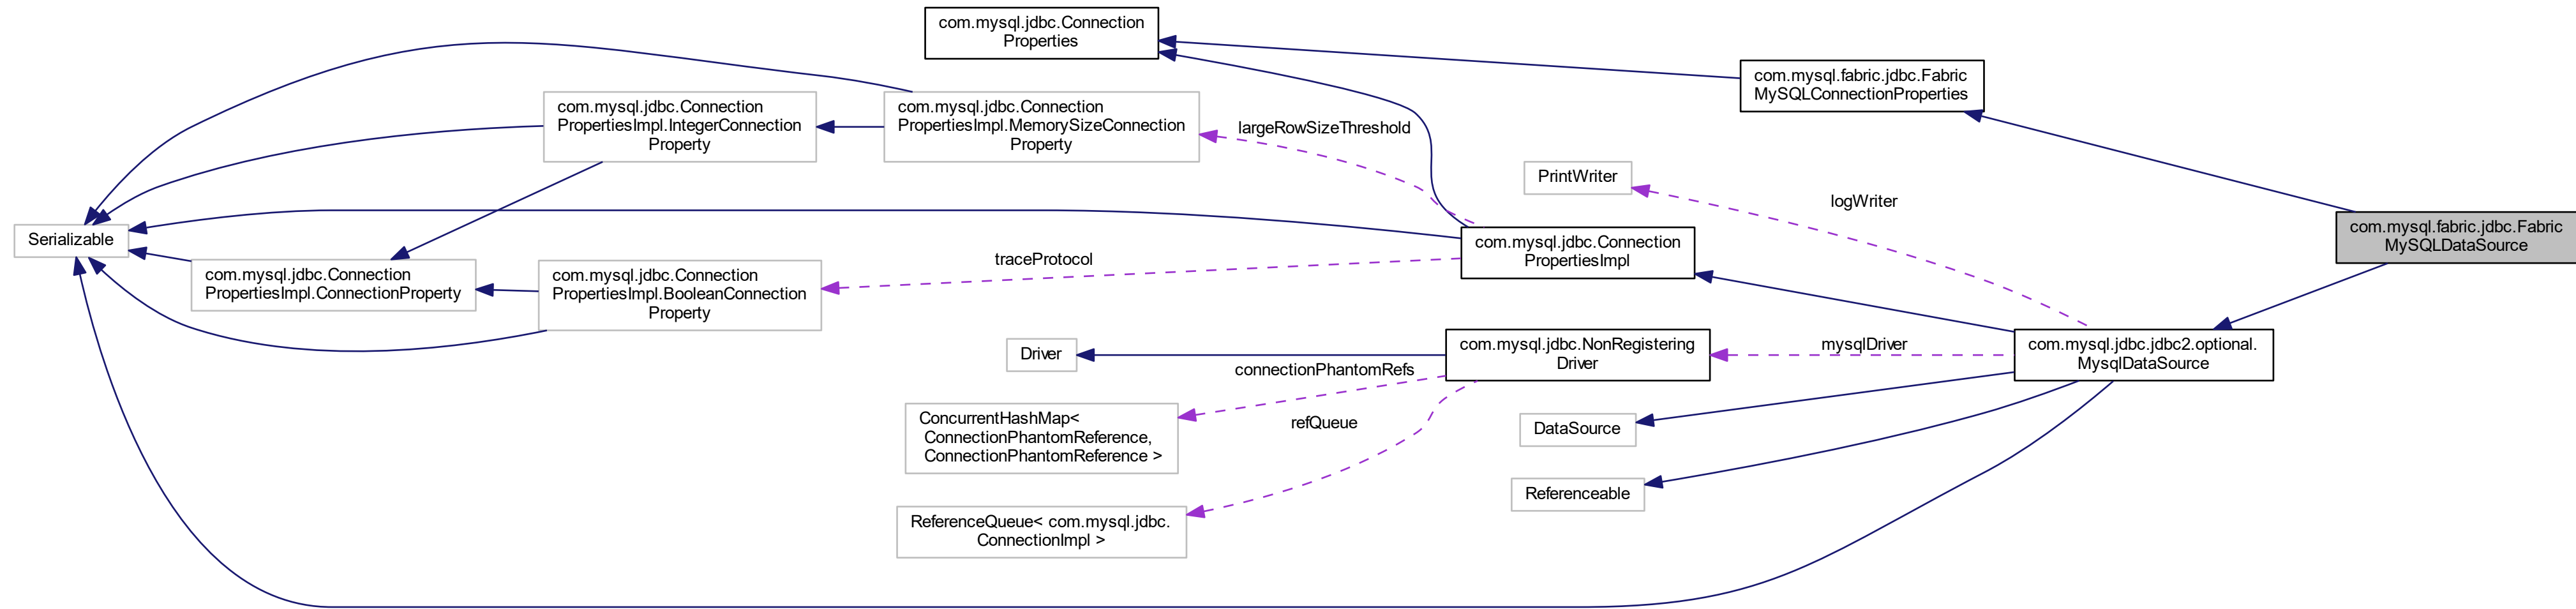 com.mysql.jdbc.Connection
Properties
com.mysql.fabric.jdbc.Fabric
MySQLConnectionProperties
com.mysql.jdbc.Connection
PropertiesImpl.IntegerConnection
Property
com.mysql.jdbc.Connection
PropertiesImpl.MemorySizeConnection
Property
largeRowSizeThreshold
PrintWriter
logWriter
com.mysql.fabric.jdbc.Fabric
MySQLDataSource
Serializable
com.mysql.jdbc.Connection
PropertiesImpl
traceProtocol
com.mysql.jdbc.Connection
PropertiesImpl.ConnectionProperty
com.mysql.jdbc.Connection
PropertiesImpl.BooleanConnection
Property
Driver
com.mysql.jdbc.NonRegistering
Driver
mysqlDriver
com.mysql.jdbc.jdbc2.optional.
MysqlDataSource
connectionPhantomRefs
ConcurrentHashMap<
ConnectionPhantomReference,
ConnectionPhantomReference >
refQueue
DataSource
Referenceable
ReferenceQueue< com.mysql.jdbc.
ConnectionImpl >